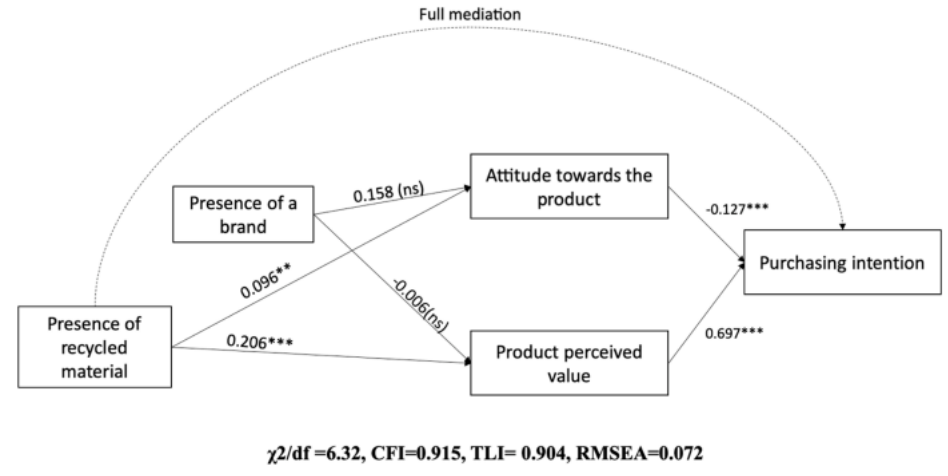 Full mediation
Attitude towards the
product
0.158 (ns)
Presence of a
brand
-0.127***
Purchasing intention
0.096**
-0.006(ns)
Presence of
recycled
material
0.206***
Product perceived
value
0.697***
χ2/df =6.32, CFI=0.915, TLI= 0.904, RMSEA=0.072